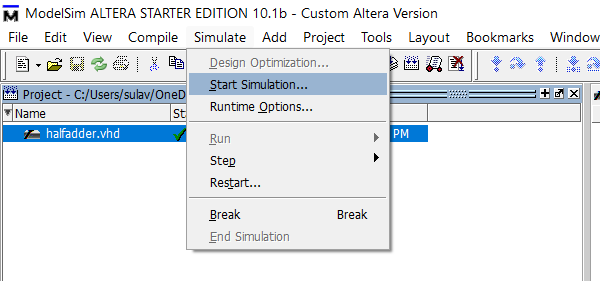 ModelSim ALTERA STARTER EDITION 10.1b - Custom Altera Version
File Edit View Compile Simulate Add Project Tools Layout Bookmarks Window
Design Optimization...
Start Simulation...
Project - C:/Users/sulav/OneD
Runtime Options...
Name
halfadder.vhd PM
Run
Step
Restart...
Break Break
End Simulation